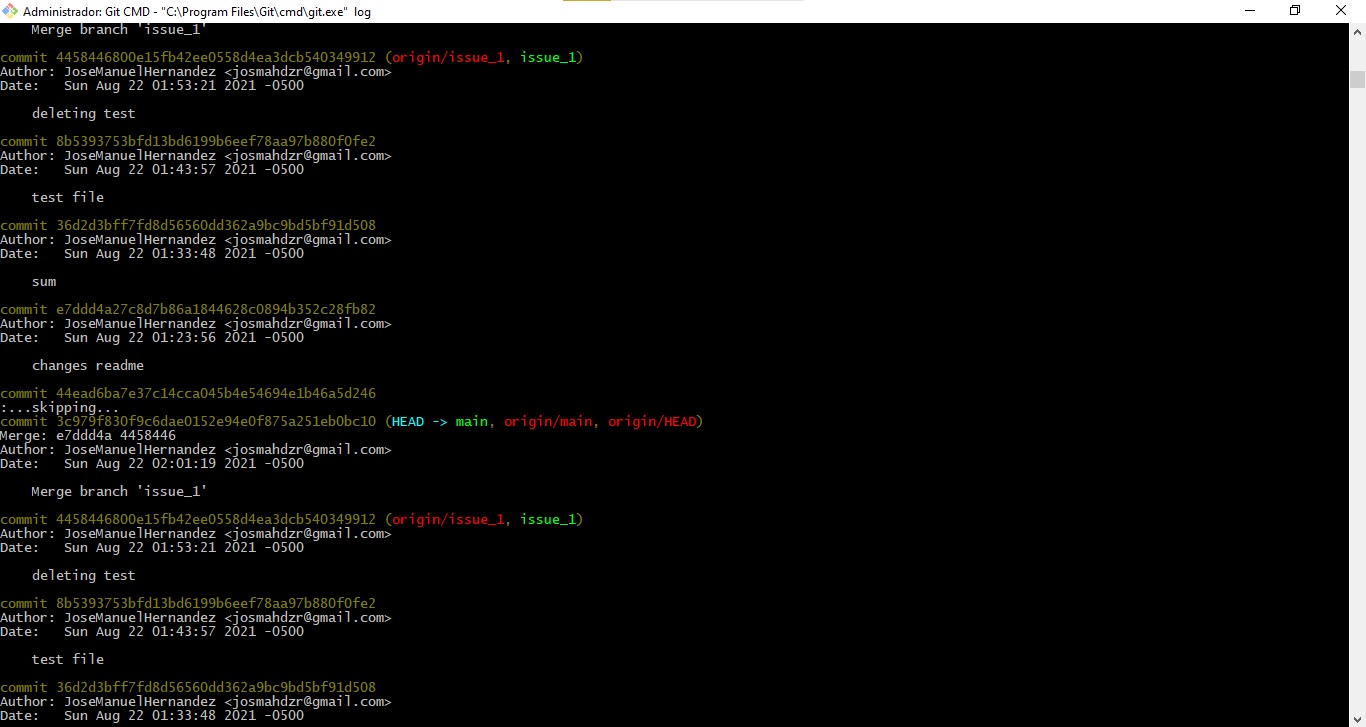 Administrador: Git CMD - "C:\Program Files\Git\cmd\git.exe" log
Merge branch 'issue_1'
commit 4458446800e15fb42ee0558d4ea3dcb540349912 (origin/issue_1, issue_1)
Author: JoseManuelHernandez <josmahdzr@gmail.com>
Date:   Sun Aug 22 01:53:21 2021 -0500
deleting test
commit 8b5393753bfd13bd6199b6eef78aa97b880f0fe2
Author: JoseManuelHernandez <josmahdzr@gmail.com>
Date:   Sun Aug 22 01:43:57 2021 -0500
test file
commit 36d2d3bff7fd8d56560dd362a9bc9bd5bf91d508
Author: JoseManuelHernandez <josmahdzr@gmail.com>
Date:   Sun Aug 22 01:33:48 2021 -0500
sum
commit e7ddd4a27c8d7b86a1844628c0894b352c28fb82
Author: JoseManuelHernandez <josmahdzr@gmail.com>
Date:   Sun Aug 22 01:23:56 2021 -0500
changes readme
commit 44ead6ba7e37c14cca045b4e54694e1b46a5d246
:...skipping...
commit 3c979f830f9c6dae0152e94e0f875a251eb0bc10 (HEAD -> main, origin/main, origin/HEAD)
Merge: e7ddd4a 4458446
Author: JoseManuelHernandez <josmahdzr@gmail.com>
Date:   Sun Aug 22 02:01:19 2021 -0500
Merge branch 'issue_1'
commit 4458446800e15fb42ee0558d4ea3dcb540349912 (origin/issue_1, issue_1)
Author: JoseManuelHernandez <josmahdzr@gmail.com>
Date:   Sun Aug 22 01:53:21 2021 -0500
deleting test
commit 8b5393753bfd13bd6199b6eef78aa97b880f0fe2
Author: JoseManuelHernandez <josmahdzr@gmail.com>
Date:   Sun Aug 22 01:43:57 2021 -0500
test file
commit 36d2d3bff7fd8d56560dd362a9bc9bd5bf91d508
Author: JoseManuelHernandez <josmahdzr@gmail.com>
Date:   Sun Aug 22 01:33:48 2021 -0500